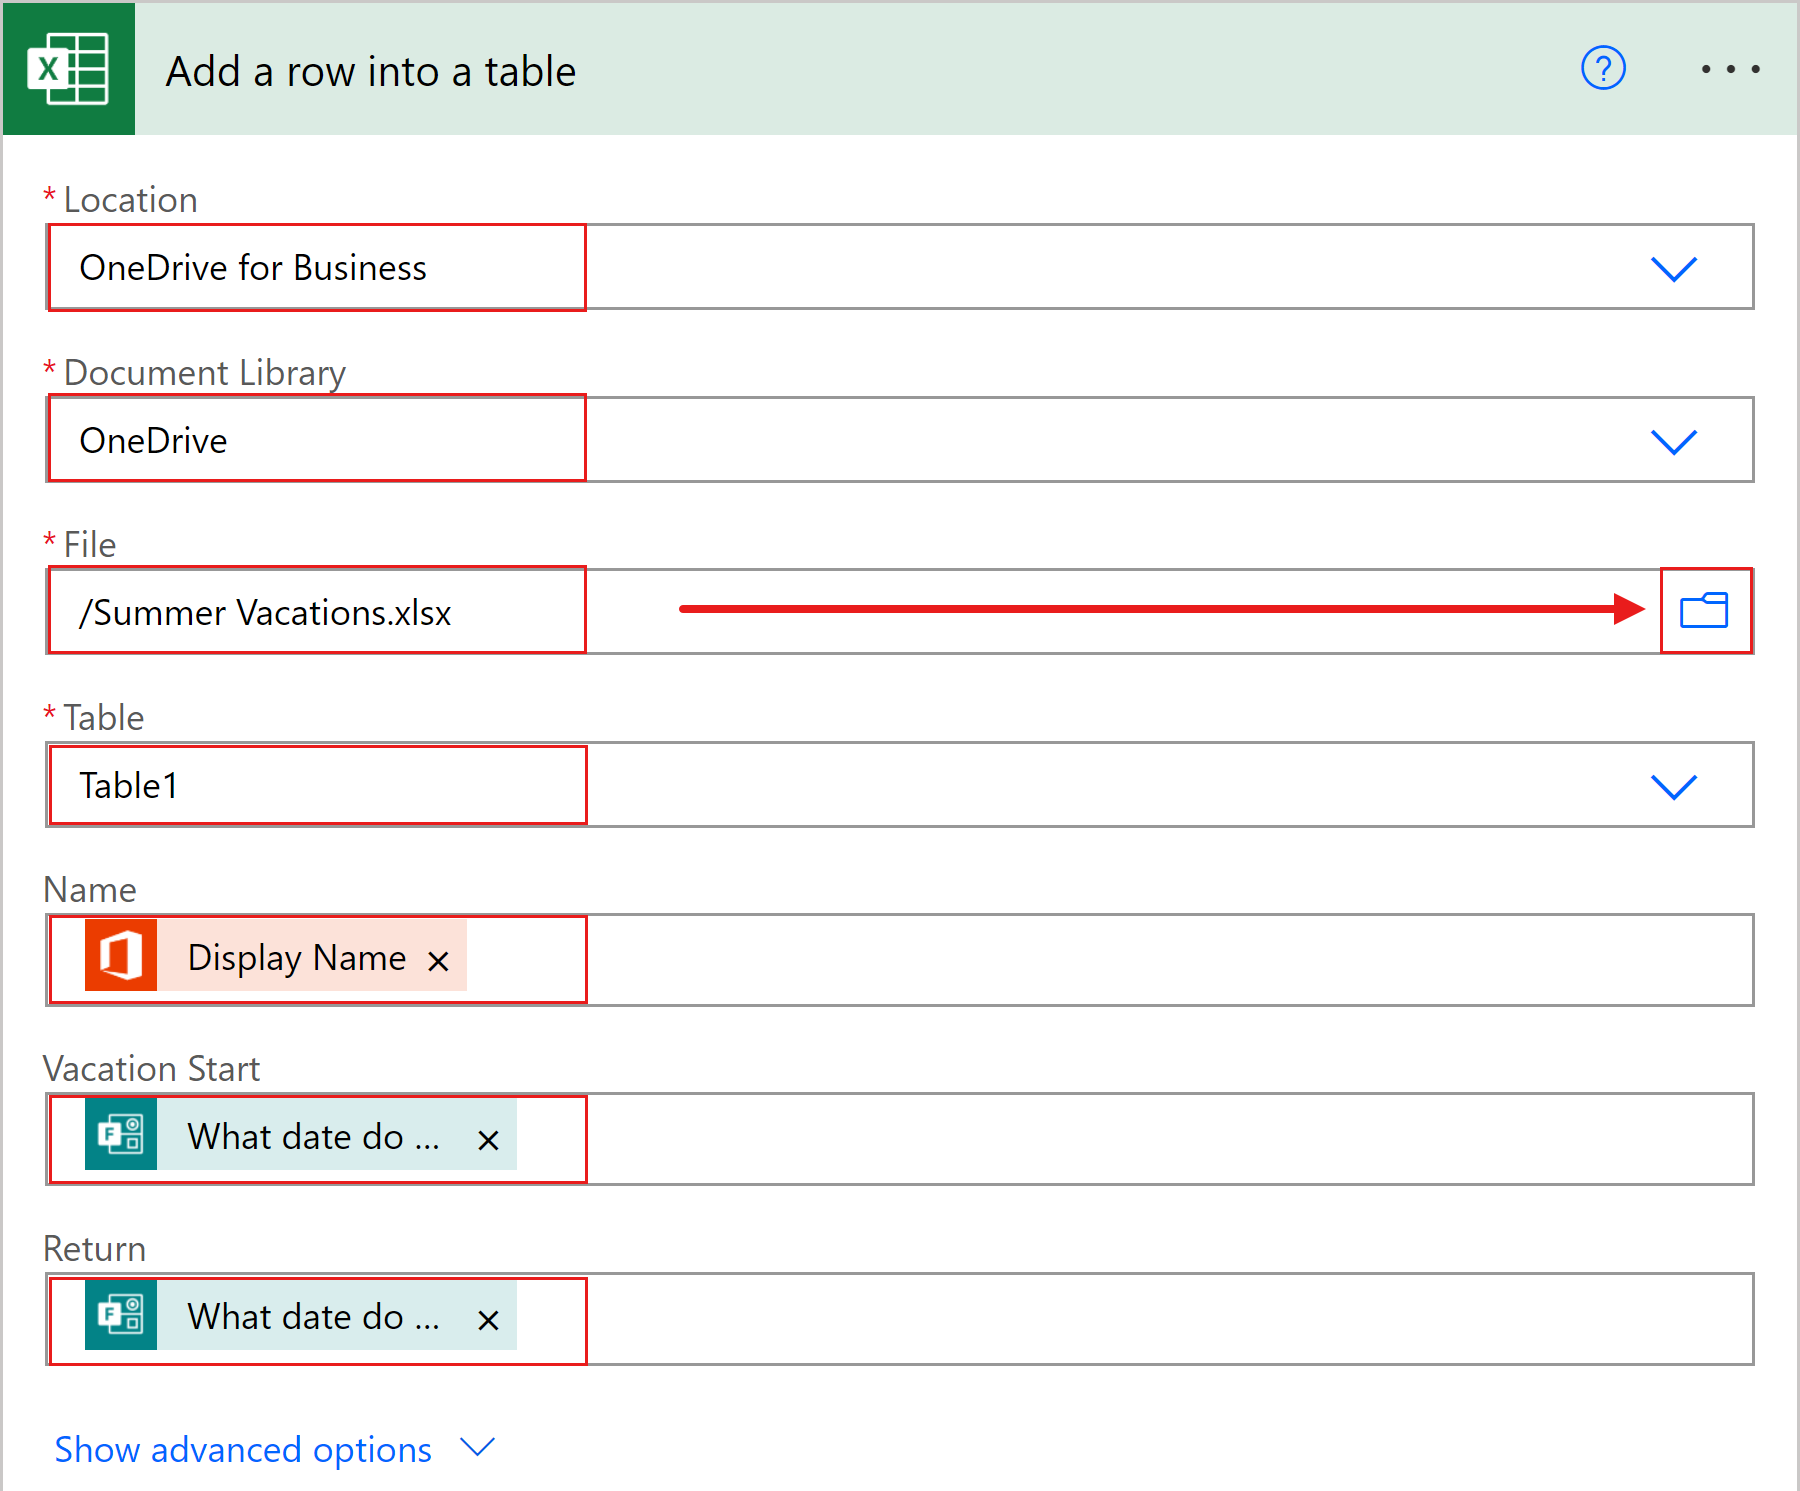 X Add a row into a table ?
* Location
OneDrive for Business
* Document Library
OneDrive
* File
/Summer Vacations.xlsx
* Table
Table1
Name
Display Name ×
Vacation Start
F What date do ... ×
Return
F What date do ... ×
Show advanced options